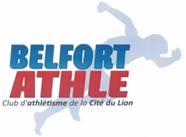 BELFORT
ATHLE
Club d'athlétisme de la Cité du Lion